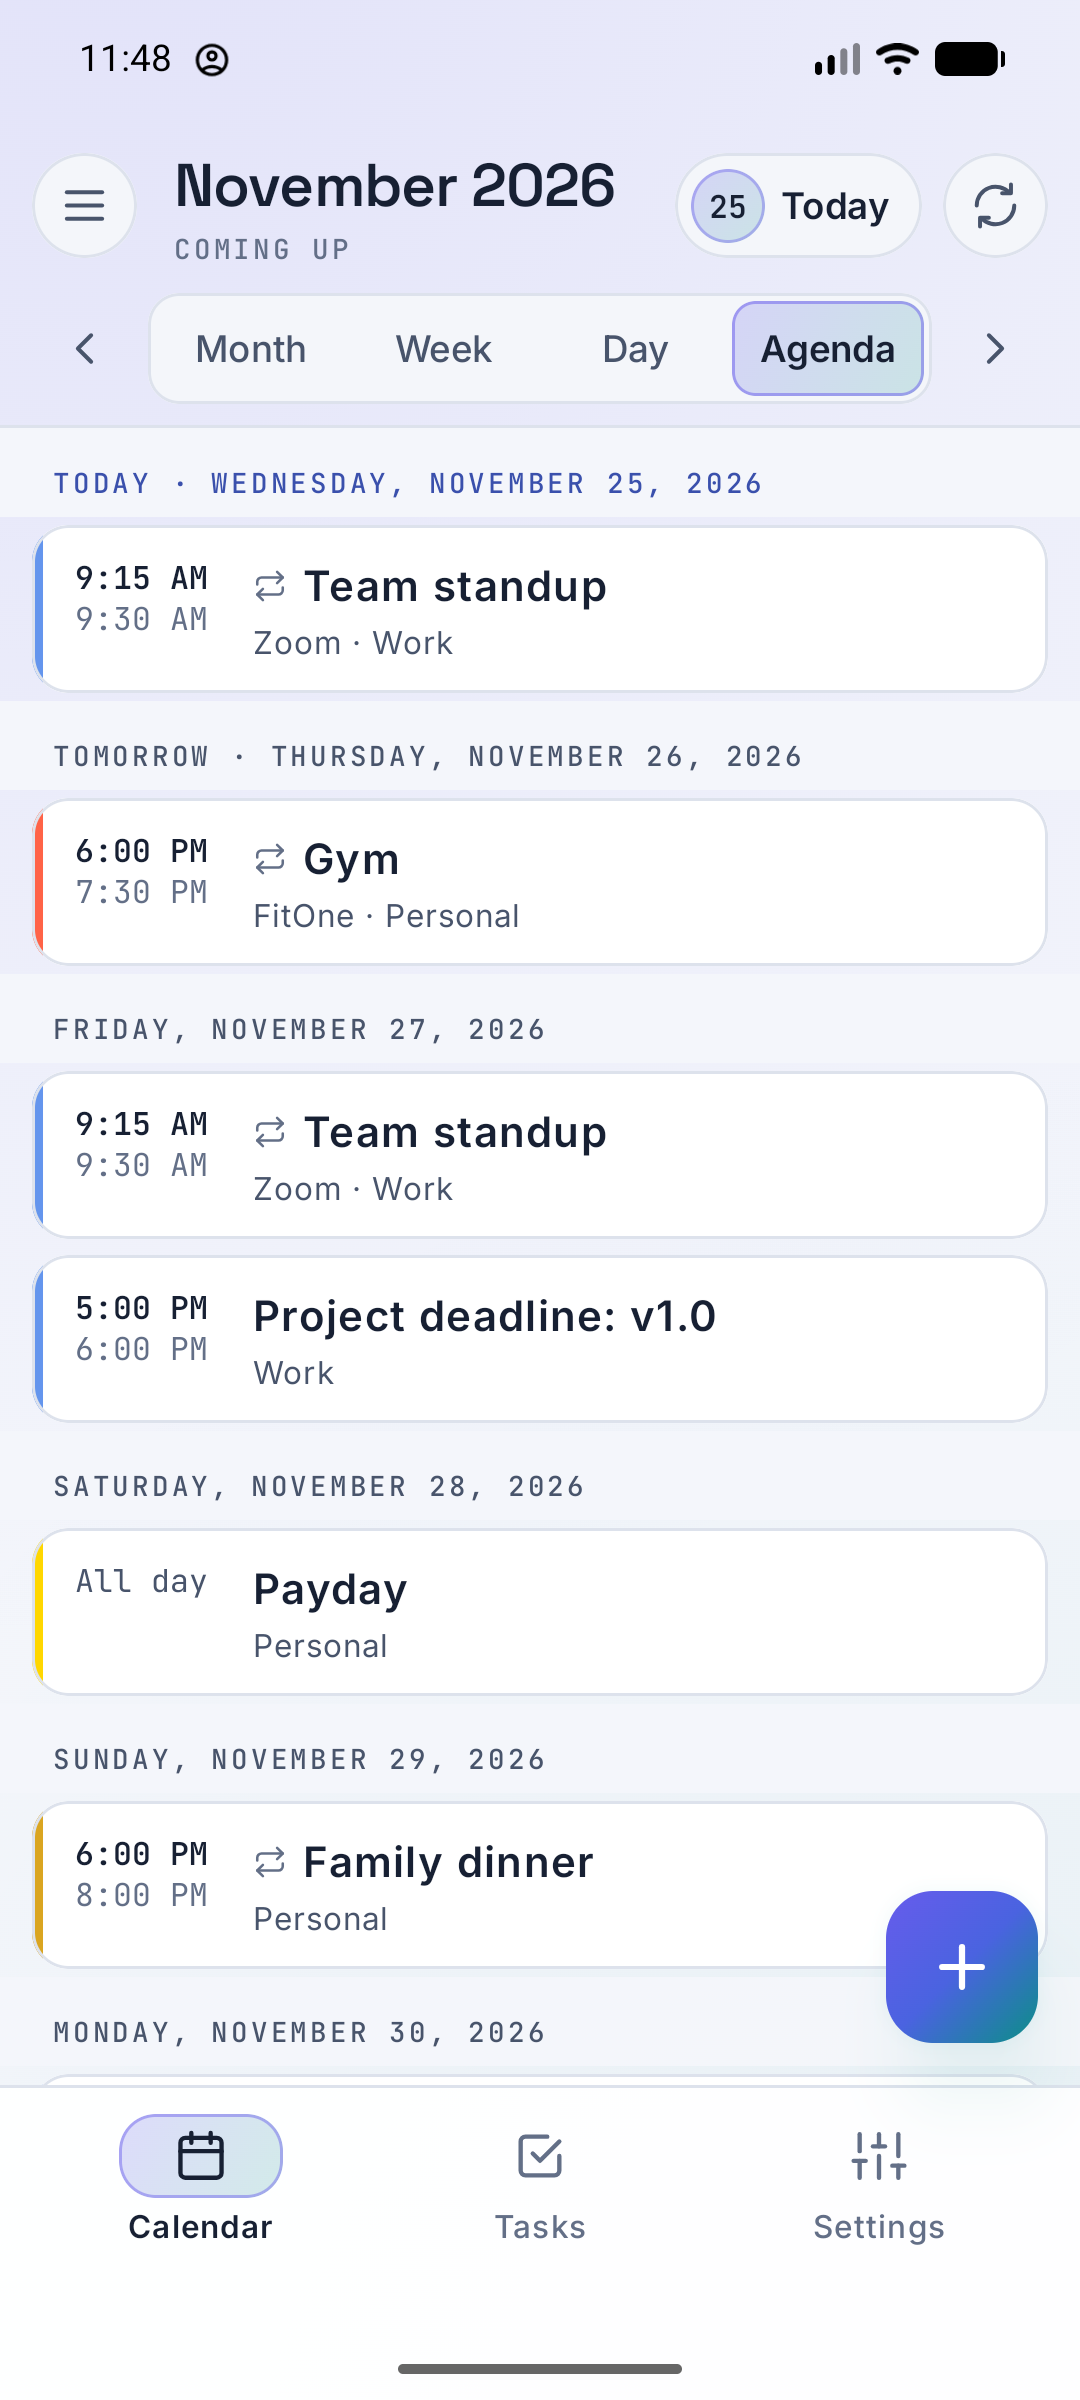 11:48
November 2026
COMING UP
25 Today
Month Week Day Agenda
TODAY · WEDNESDAY, NOVEMBER 25, 2026
9:15 AM Team standup
9:30 AM
Zoom · Work
TOMORROW · THURSDAY, NOVEMBER 26, 2026
6:00 PM Gym
7:30 PM
FitOne · Personal
FRIDAY, NOVEMBER 27, 2026
9:15 AM Team standup
9:30 AM
Zoom · Work
5:00 PM Project deadline: v1.0
6:00 PM
Work
SATURDAY, NOVEMBER 28, 2026
All day Payday
Personal
SUNDAY, NOVEMBER 29, 2026
6:00 PM Family dinner
8:00 PM
Personal
MONDAY, NOVEMBER 30, 2026
Calendar Tasks Settings